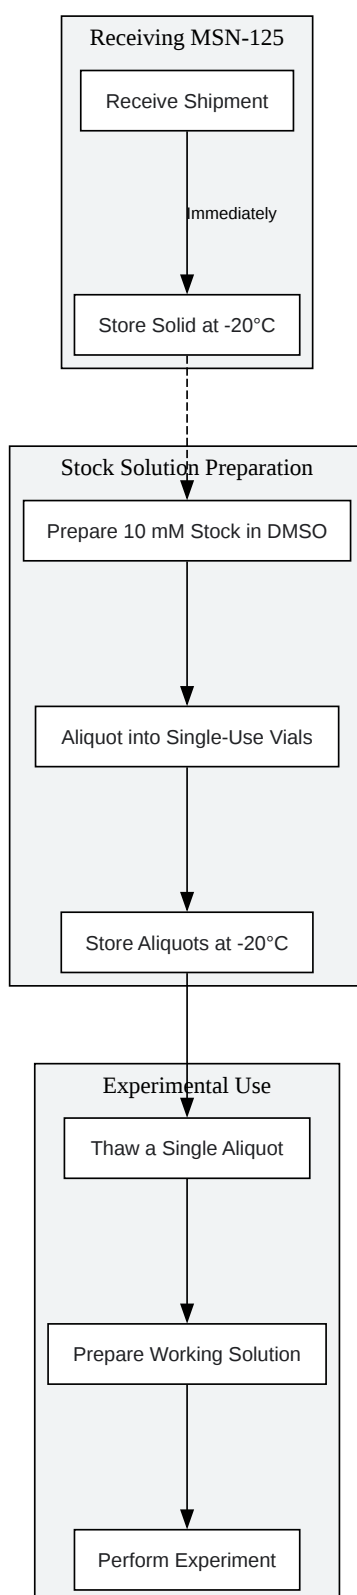 Receiving MSN-125
Receive Shipment
Immediately
Store Solid at -20°C
Stock Solution Preparation
Prepare 10 mM Stock in DMSO
Aliquot into Single-Use Vials
Store Aliquots at -20°C
Experimental Use
Thaw a Single Aliquot
Prepare Working Solution
Perform Experiment